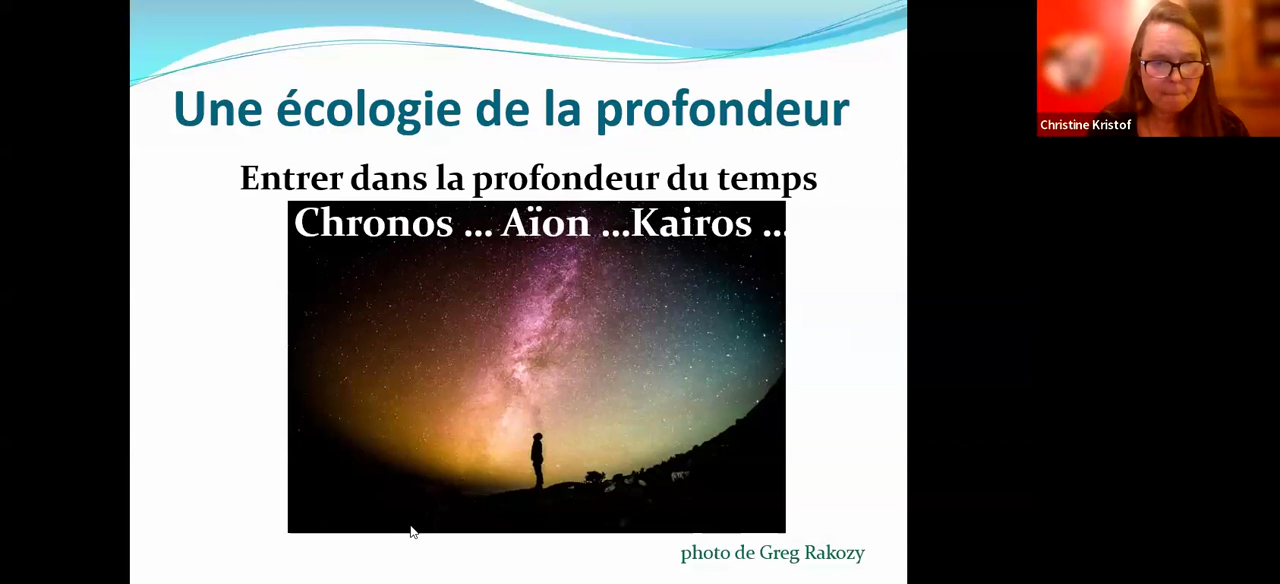 Une écologie de la profondeur
Entrer dans la profondeur du temps
Chronos ... Aïon ...Kairos ...
photo de Greg Rakozy
Christine Kristof